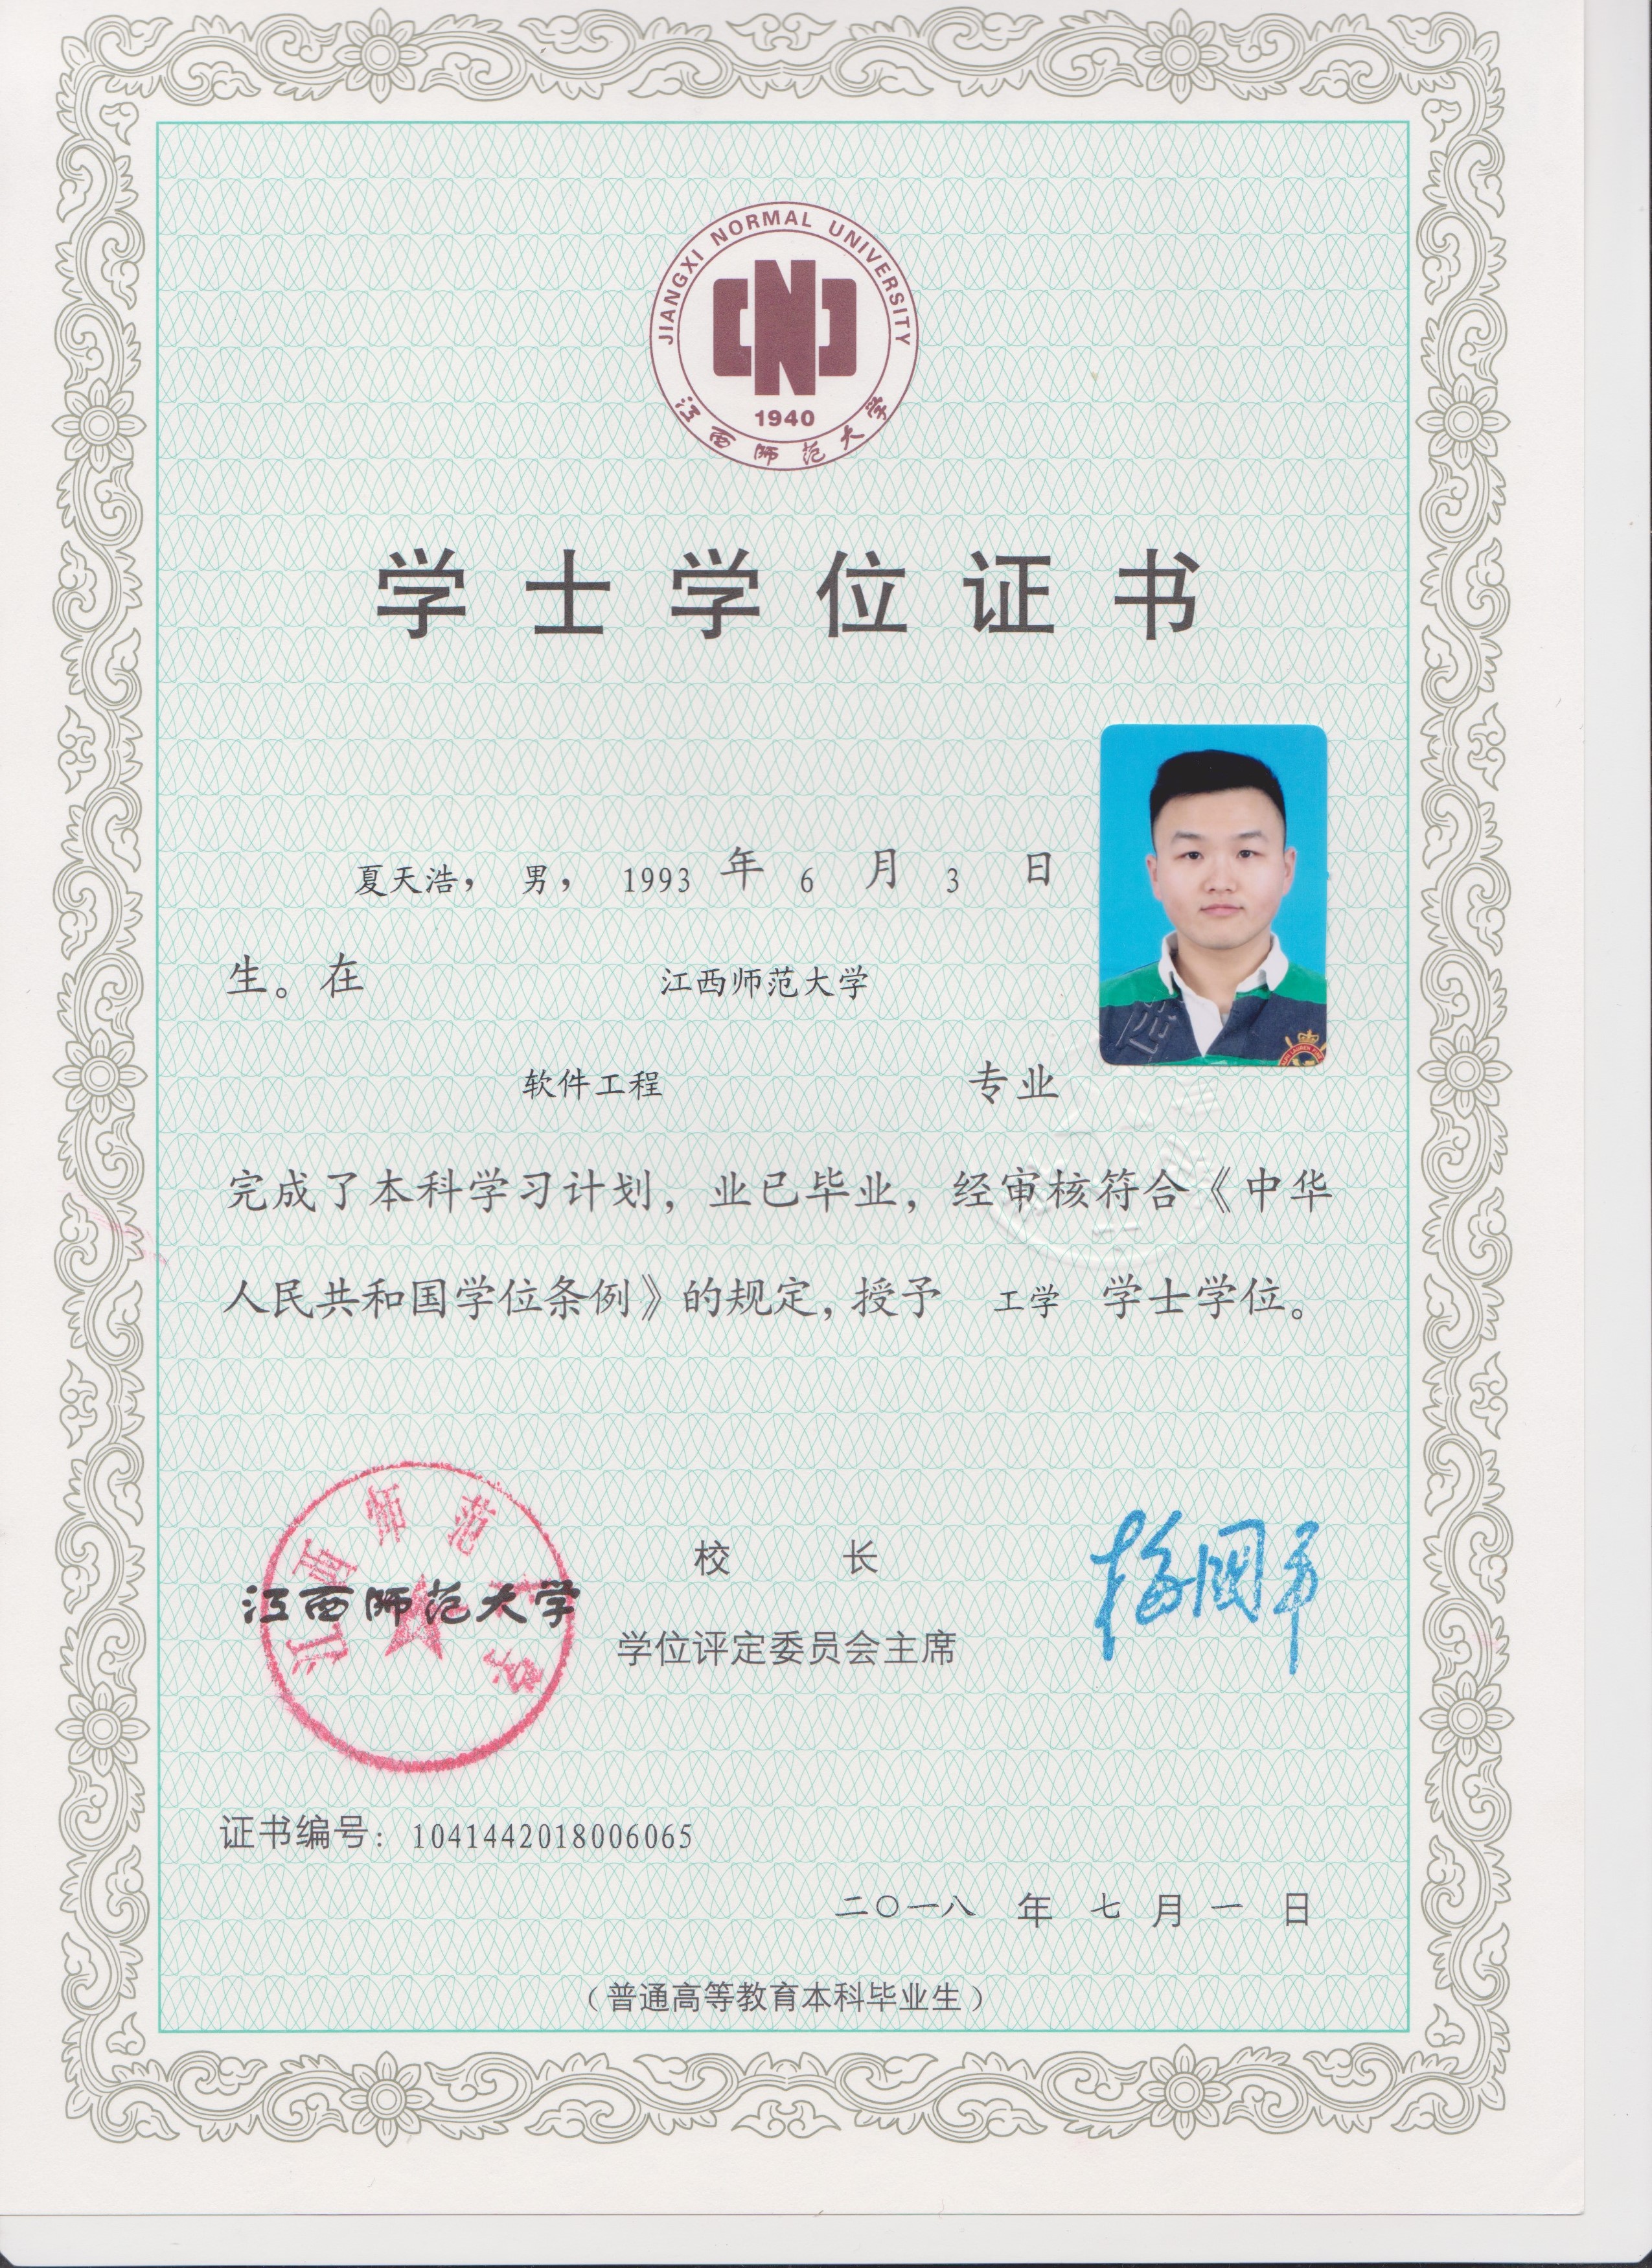 JIANGXI NORMAL UNIVERSITY
1940
江西师范大学
学士学位证书
夏天浩， 男， 1993 年 6 月 3 日
生。在 江西师范大学
软件工程 专业
完成了本科学习计划，业已毕业，经审核符合《中华
人民共和国学位条例》的规定，授予 工学 学士学位。
江西师范大学
江西师范大学
校 长
学位评定委员会主席
证书编号：1041442018006065
二〇一八 年 七 月 一 日
（普通高等教育本科毕业生）